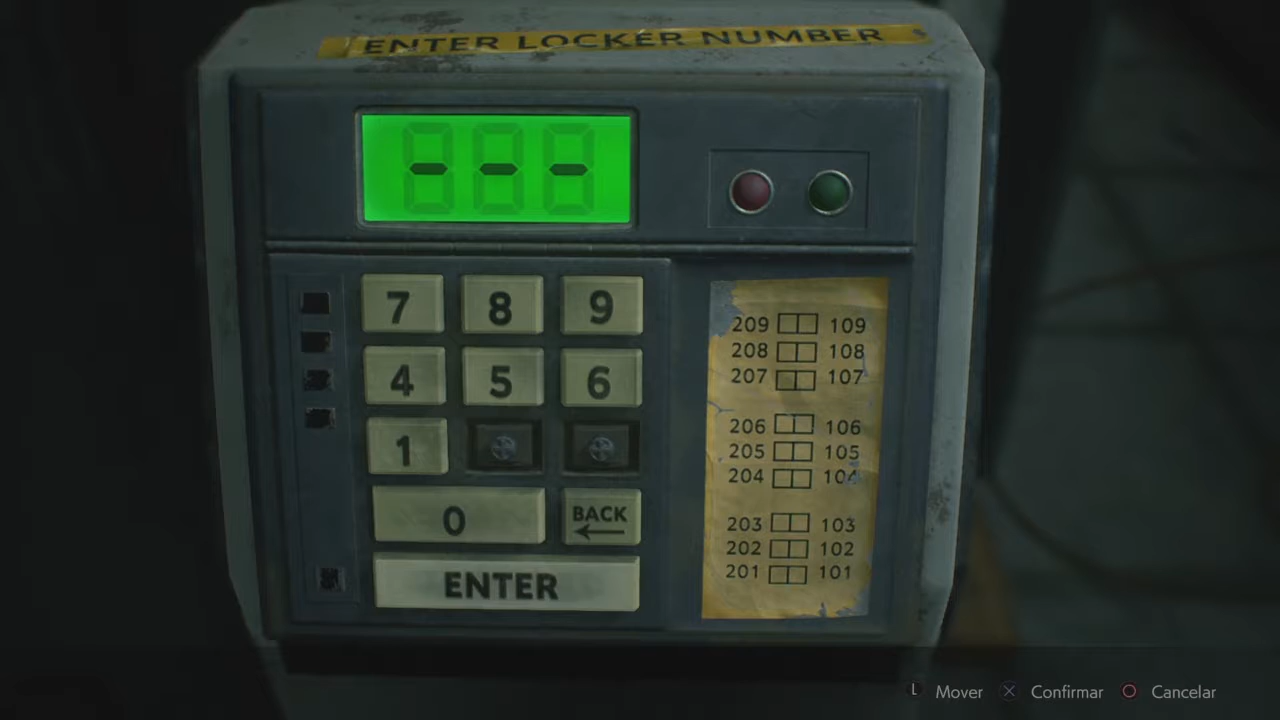 ENTER LOCKER NUMBER
- - -
7 8 9
4 5 6
1
0 BACK
ENTER
209 109
208 108
207 107
206 106
205 105
204 104
203 103
202 102
201 101
L Mover X Confirmar O Cancelar